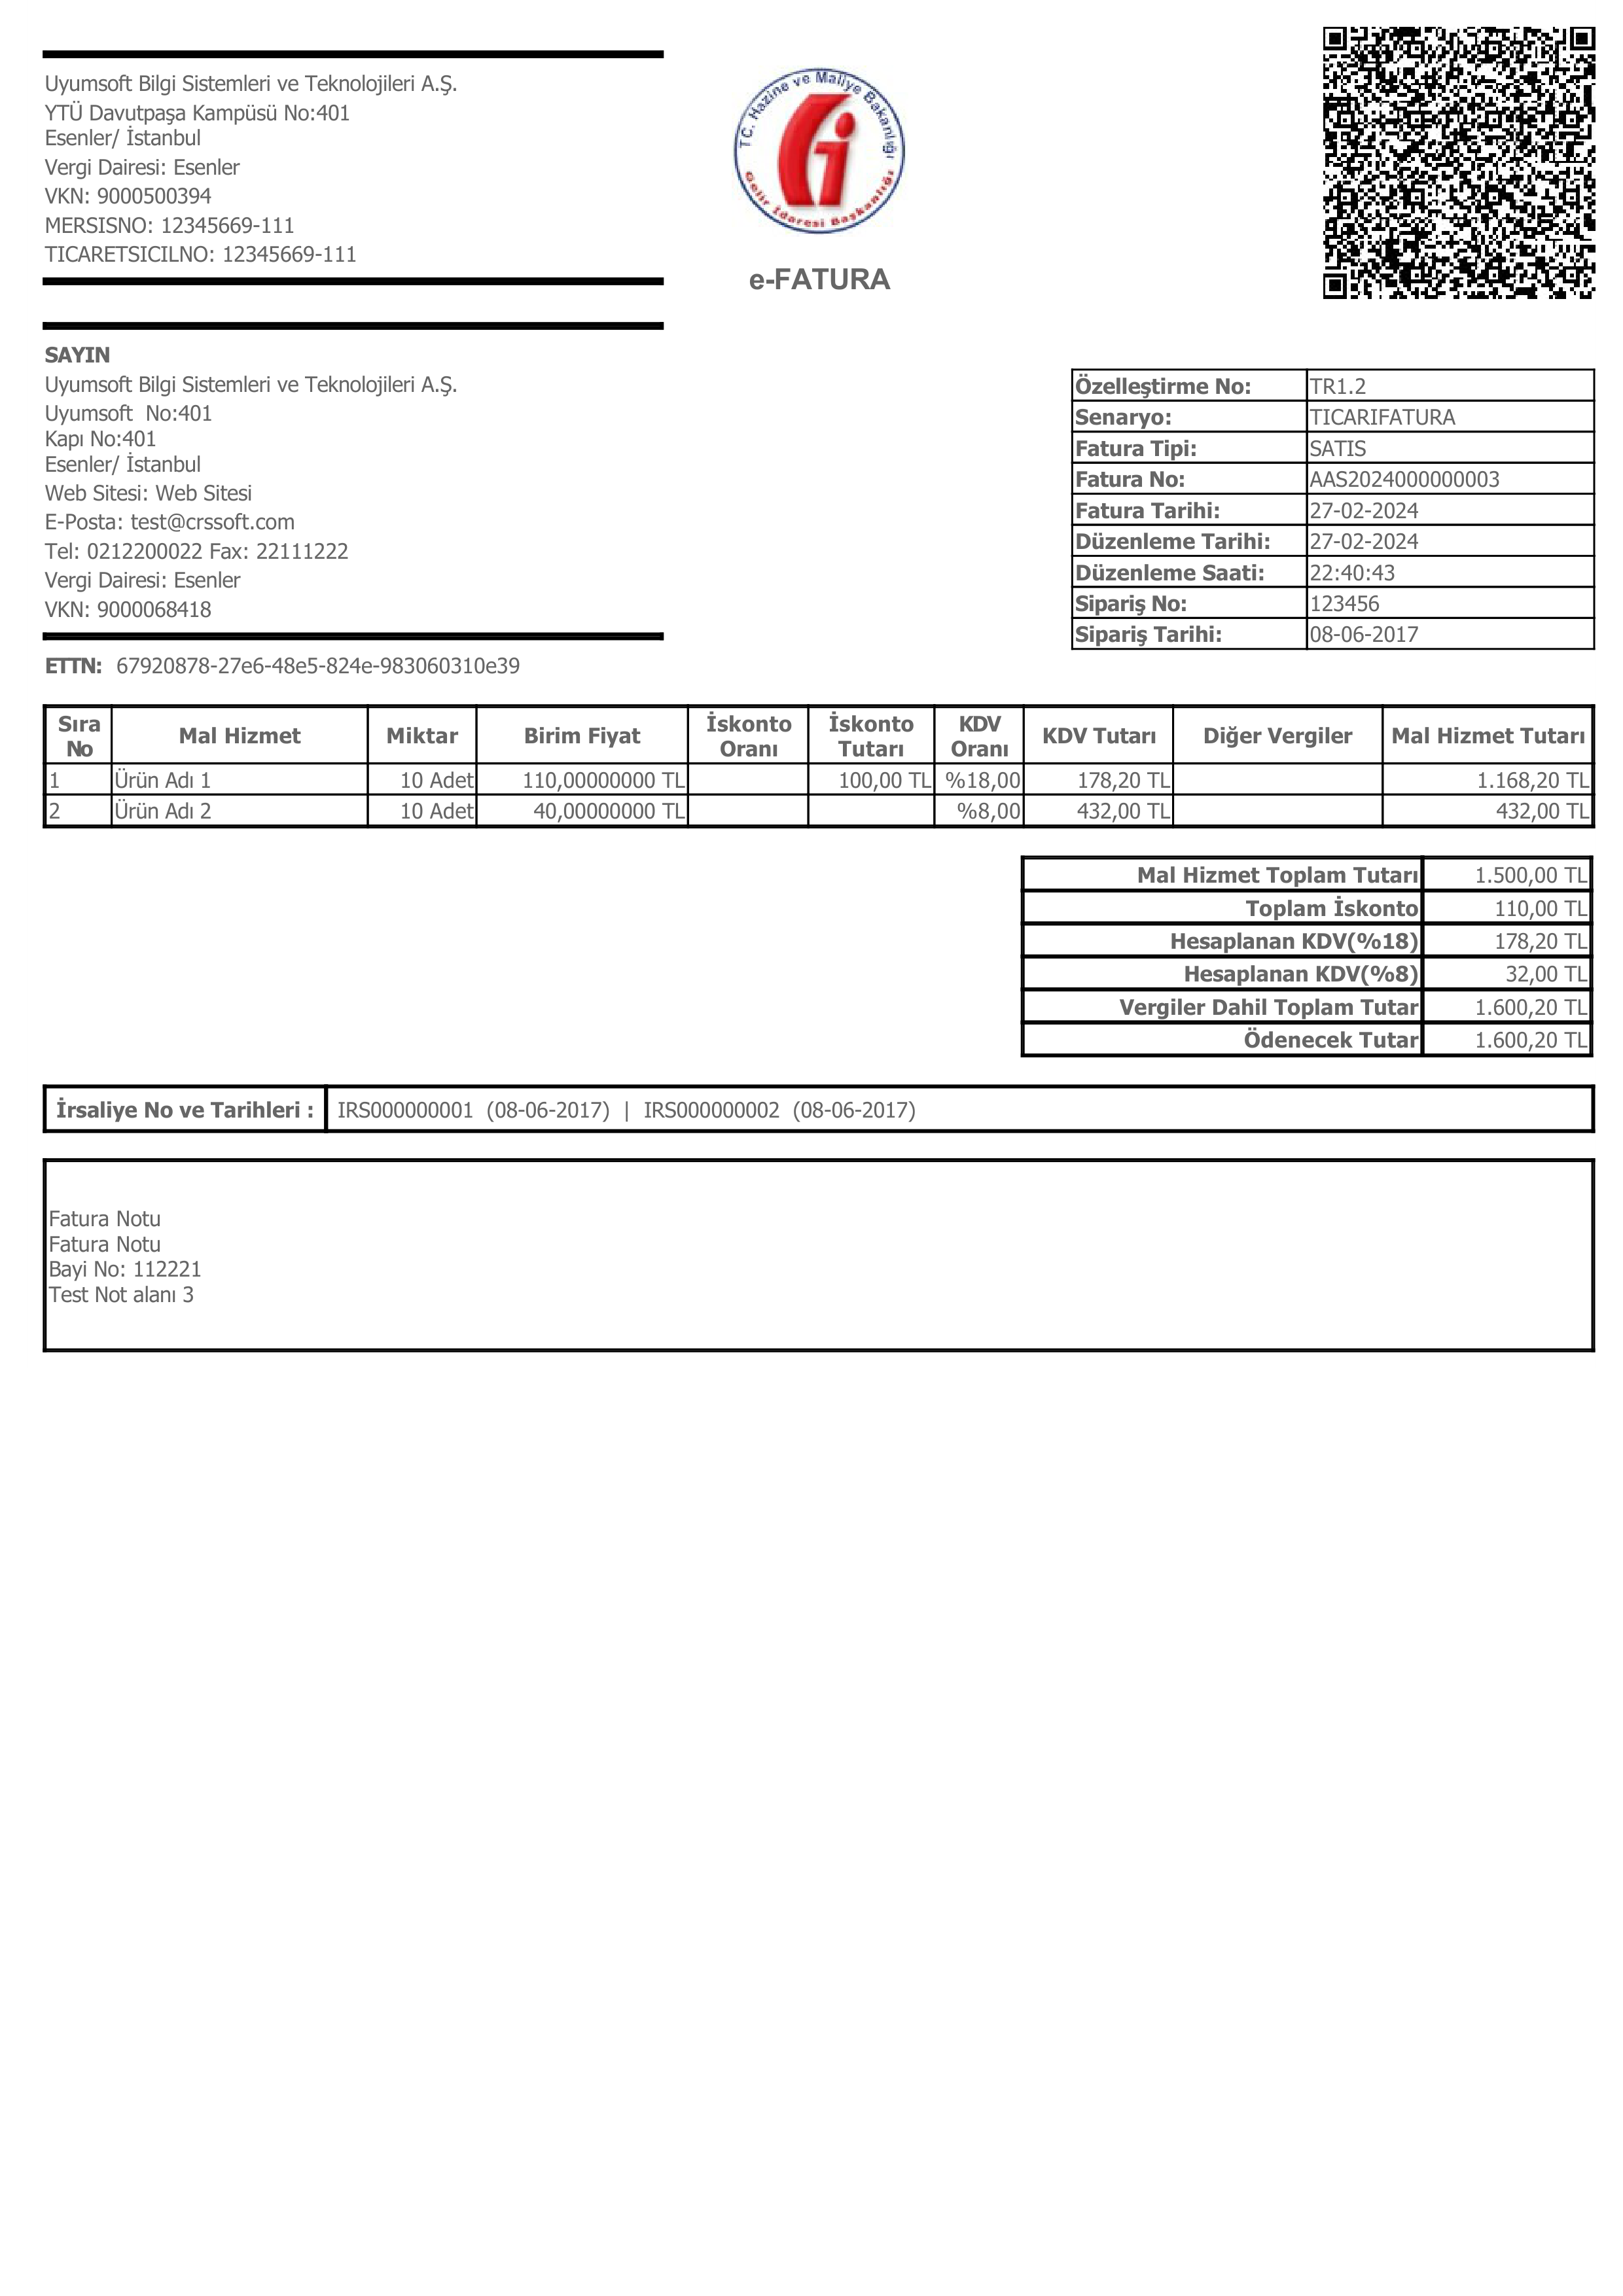 Uyumsoft Bilgi Sistemleri ve Teknolojileri A.Ş.
YTÜ Davutpaşa Kampüsü No:401
Esenler/ İstanbul
Vergi Dairesi: Esenler
VKN: 9000500394
MERSISNO: 12345669-111
TICARETSICILNO: 12345669-111
T.C. Hazine ve Maliye Bakanlığı
Gelir İdaresi Başkanlığı
e-FATURA
SAYIN
Uyumsoft Bilgi Sistemleri ve Teknolojileri A.Ş.
Uyumsoft  No:401
Kapı No:401
Esenler/ İstanbul
Web Sitesi: Web Sitesi
E-Posta: test@crssoft.com
Tel: 0212200022 Fax: 22111222
Vergi Dairesi: Esenler
VKN: 9000068418
ETTN: 67920878-27e6-48e5-824e-983060310e39
Özelleştirme No: TR1.2
Senaryo: TICARIFATURA
Fatura Tipi: SATIS
Fatura No: AAS2024000000003
Fatura Tarihi: 27-02-2024
Düzenleme Tarihi: 27-02-2024
Düzenleme Saati: 22:40:43
Sipariş No: 123456
Sipariş Tarihi: 08-06-2017
Sıra No Mal Hizmet Miktar Birim Fiyat İskonto Oranı İskonto Tutarı KDV Oranı KDV Tutarı Diğer Vergiler Mal Hizmet Tutarı
1 Ürün Adı 1 10 Adet 110,00000000 TL 100,00 TL %18,00 178,20 TL 1.168,20 TL
2 Ürün Adı 2 10 Adet 40,00000000 TL %8,00 432,00 TL 432,00 TL
Mal Hizmet Toplam Tutarı 1.500,00 TL
Toplam İskonto 110,00 TL
Hesaplanan KDV(%18) 178,20 TL
Hesaplanan KDV(%8) 32,00 TL
Vergiler Dahil Toplam Tutar 1.600,20 TL
Ödenecek Tutar 1.600,20 TL
İrsaliye No ve Tarihleri : IRS000000001 (08-06-2017) | IRS000000002 (08-06-2017)
Fatura Notu
Fatura Notu
Bayi No: 112221
Test Not alanı 3